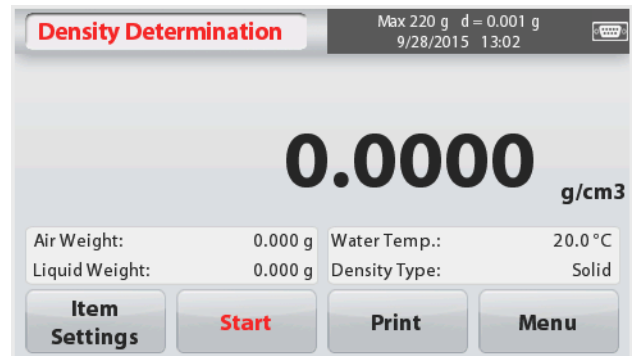 Density Determination
Max 220 g d = 0.001 g
9/28/2015 13:02
0.0000
g/cm3
Air Weight: 0.000 g Water Temp.: 20.0 °C
Liquid Weight: 0.000 g Density Type: Solid
Item
Settings
Start
Print
Menu